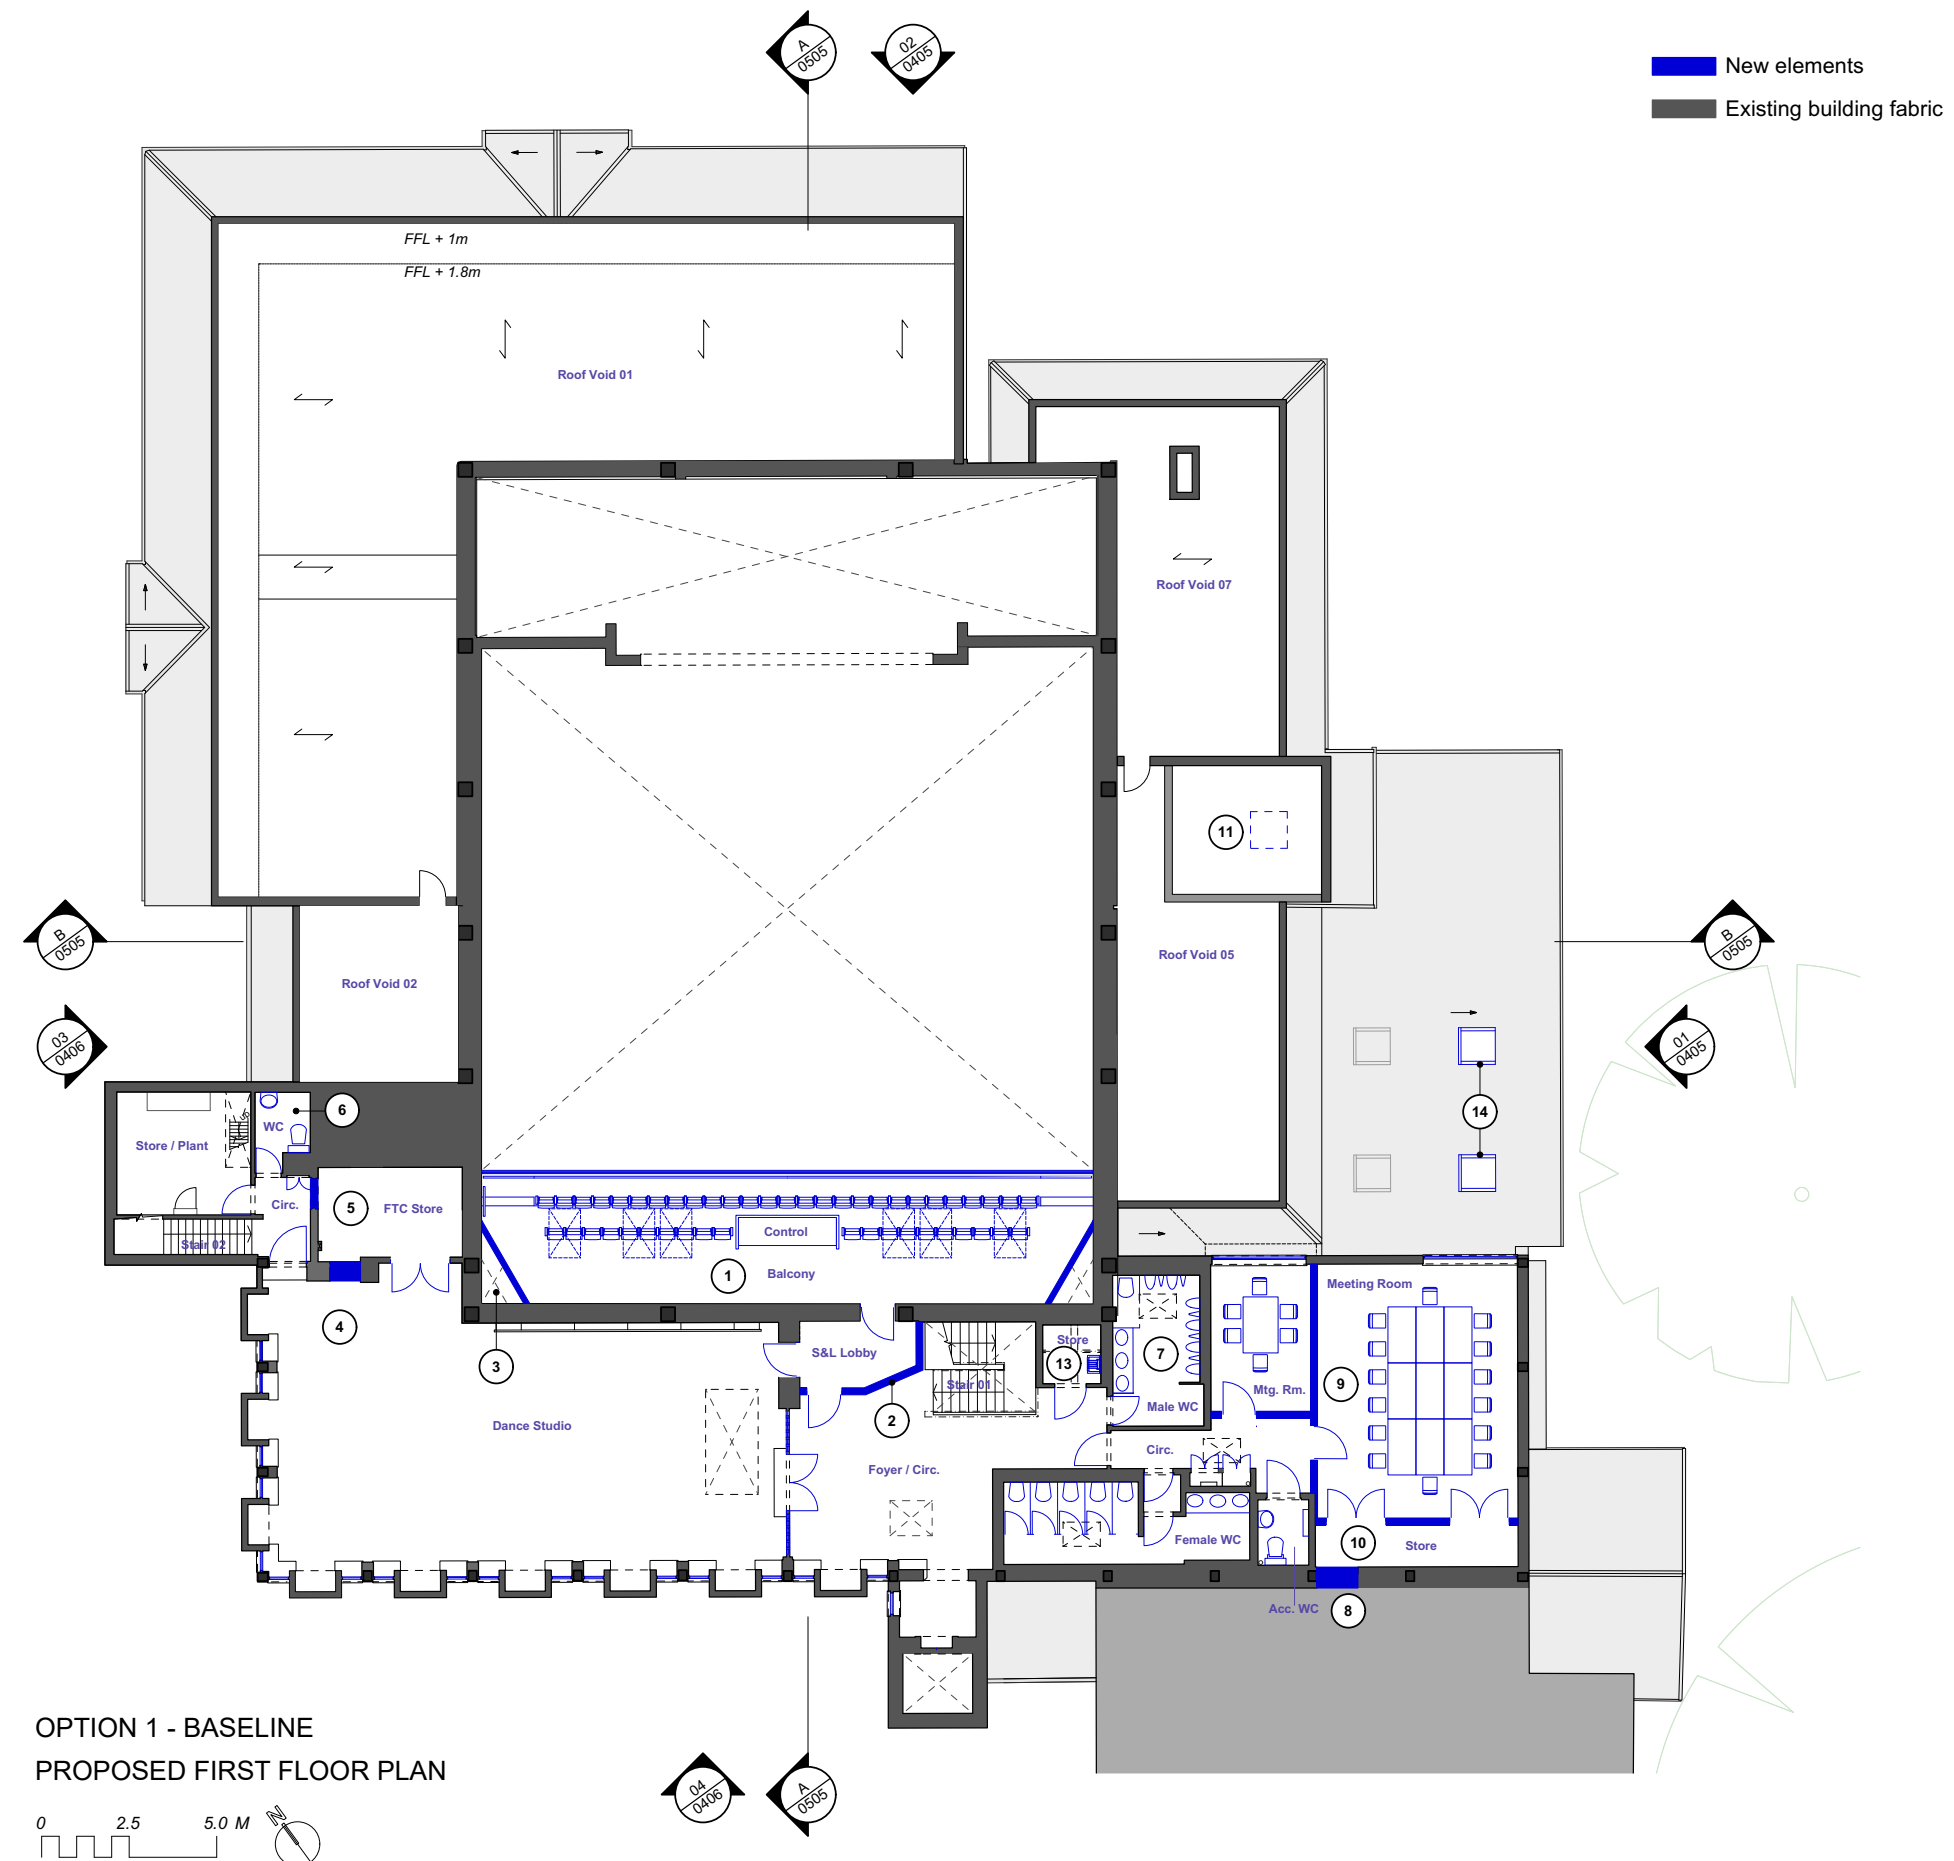 A
0505
02
0405
New elements
Existing building fabric
FFL + 1m
FFL + 1.8m
Roof Void 01
Roof Void 07
11
B
0505
B
0505
Roof Void 02
Roof Void 05
03
0406
01
0405
14
6
WC
Store / Plant
Circ.
5
FTC Store
Stair 02
Control
1
Balcony
Meeting Room
4
3
S&L Lobby
Store
13
7
Stair 01
Mtg. Rm.
9
Male WC
2
Dance Studio
Foyer / Circ.
Circ.
Female WC
10
Store
Acc. WC
8
OPTION 1 - BASELINE
PROPOSED FIRST FLOOR PLAN
04
0406
A
0505
0 2.5 5.0 M
N